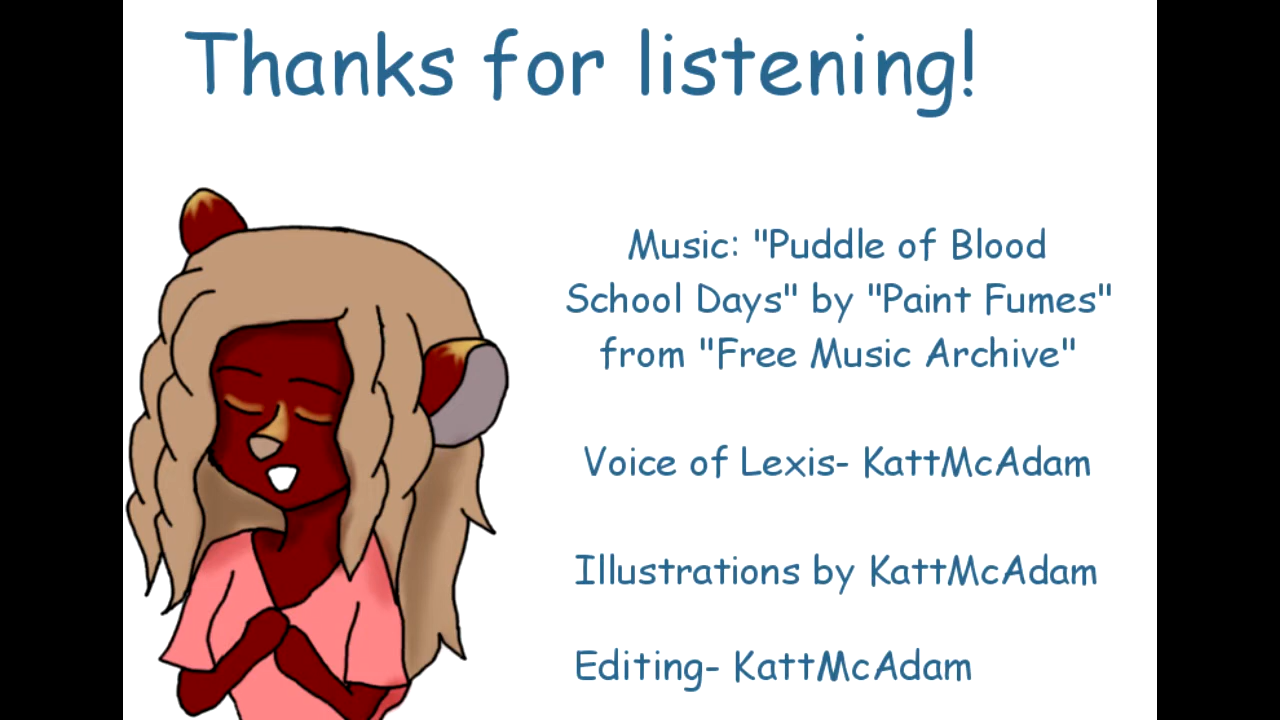 Thanks for listening!
Music: "Puddle of Blood
School Days" by "Paint Fumes"
from "Free Music Archive"
Voice of Lexis- KattMcAdam
Illustrations by KattMcAdam
Editing- KattMcAdam